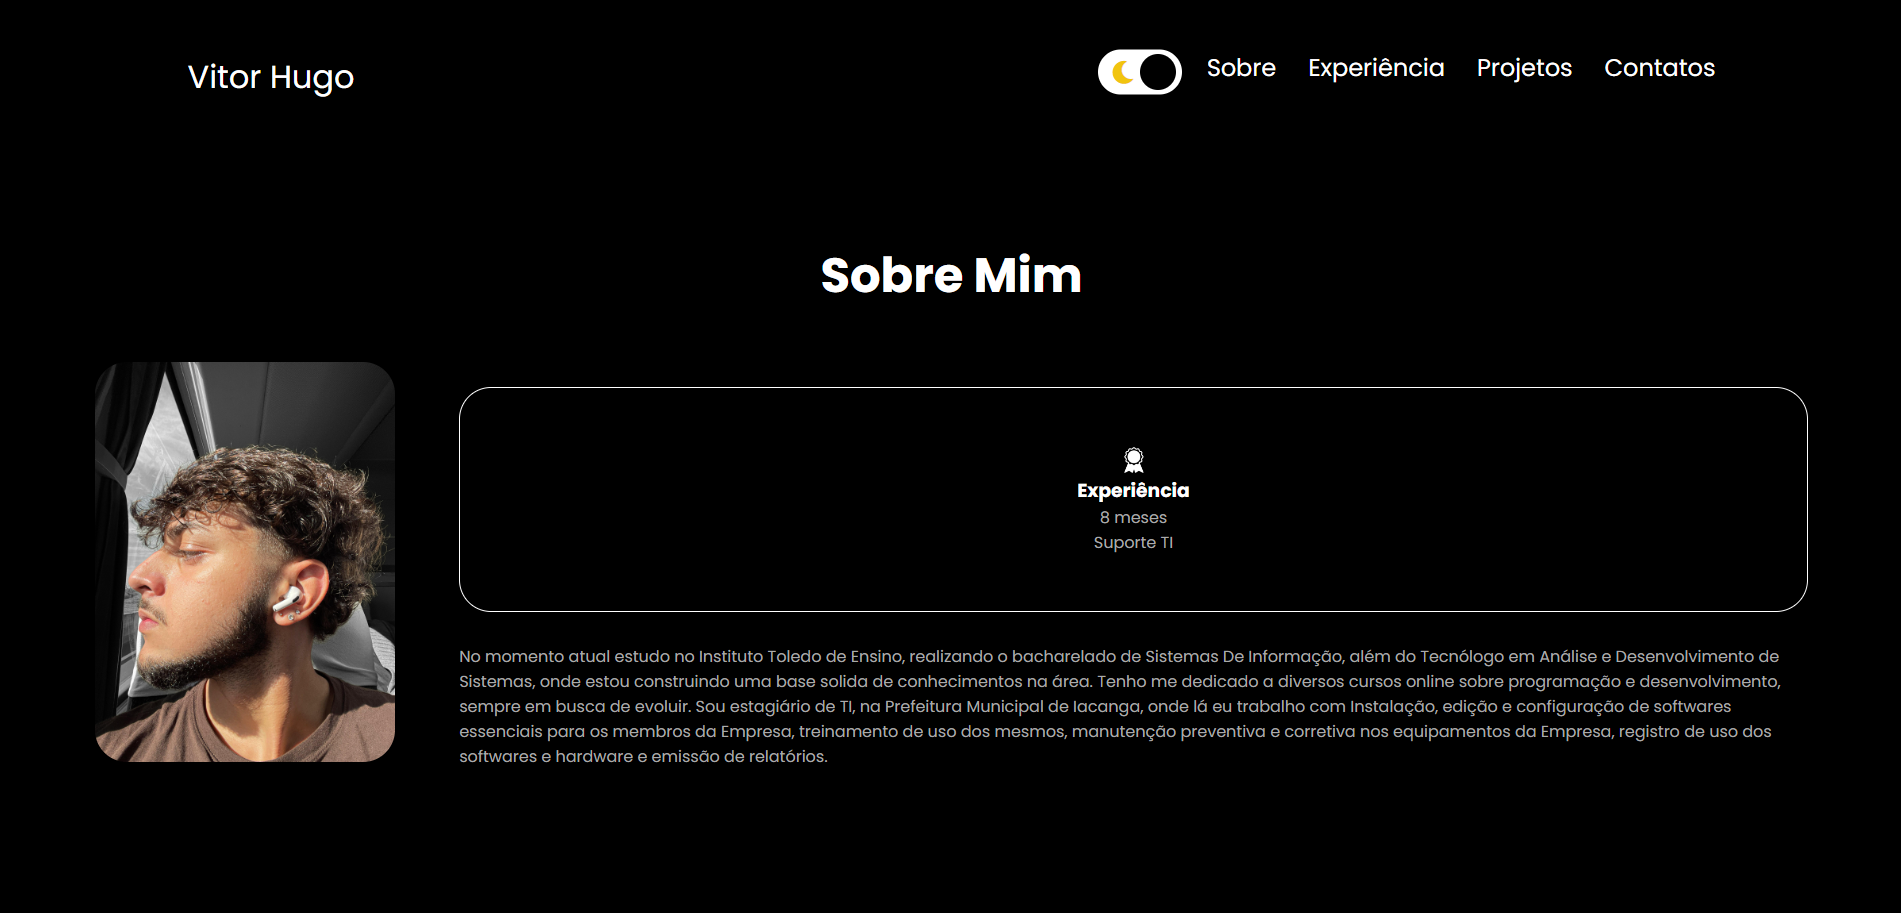 Vitor Hugo
Sobre Experiência Projetos Contatos
Sobre Mim
Experiência
8 meses
Suporte TI
No momento atual estudo no Instituto Toledo de Ensino, realizando o bacharelado de Sistemas De Informação, além do Tecnólogo em Análise e Desenvolvimento de
Sistemas, onde estou construindo uma base solida de conhecimentos na área. Tenho me dedicado a diversos cursos online sobre programação e desenvolvimento,
sempre em busca de evoluir. Sou estagiário de TI, na Prefeitura Municipal de Iacanga, onde lá eu trabalho com Instalação, edição e configuração de softwares
essenciais para os membros da Empresa, treinamento de uso dos mesmos, manutenção preventiva e corretiva nos equipamentos da Empresa, registro de uso dos
softwares e hardware e emissão de relatórios.